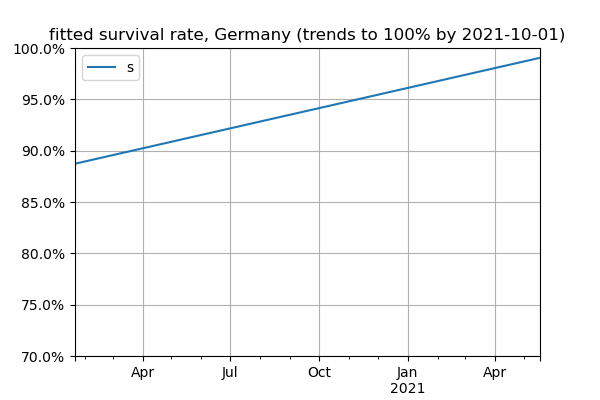 fitted survival rate, Germany (trends to 100% by 2021-10-01)
100.0%
s
95.0%
90.0%
85.0%
80.0%
75.0%
70.0%
Apr Jul Oct Jan Apr
2021